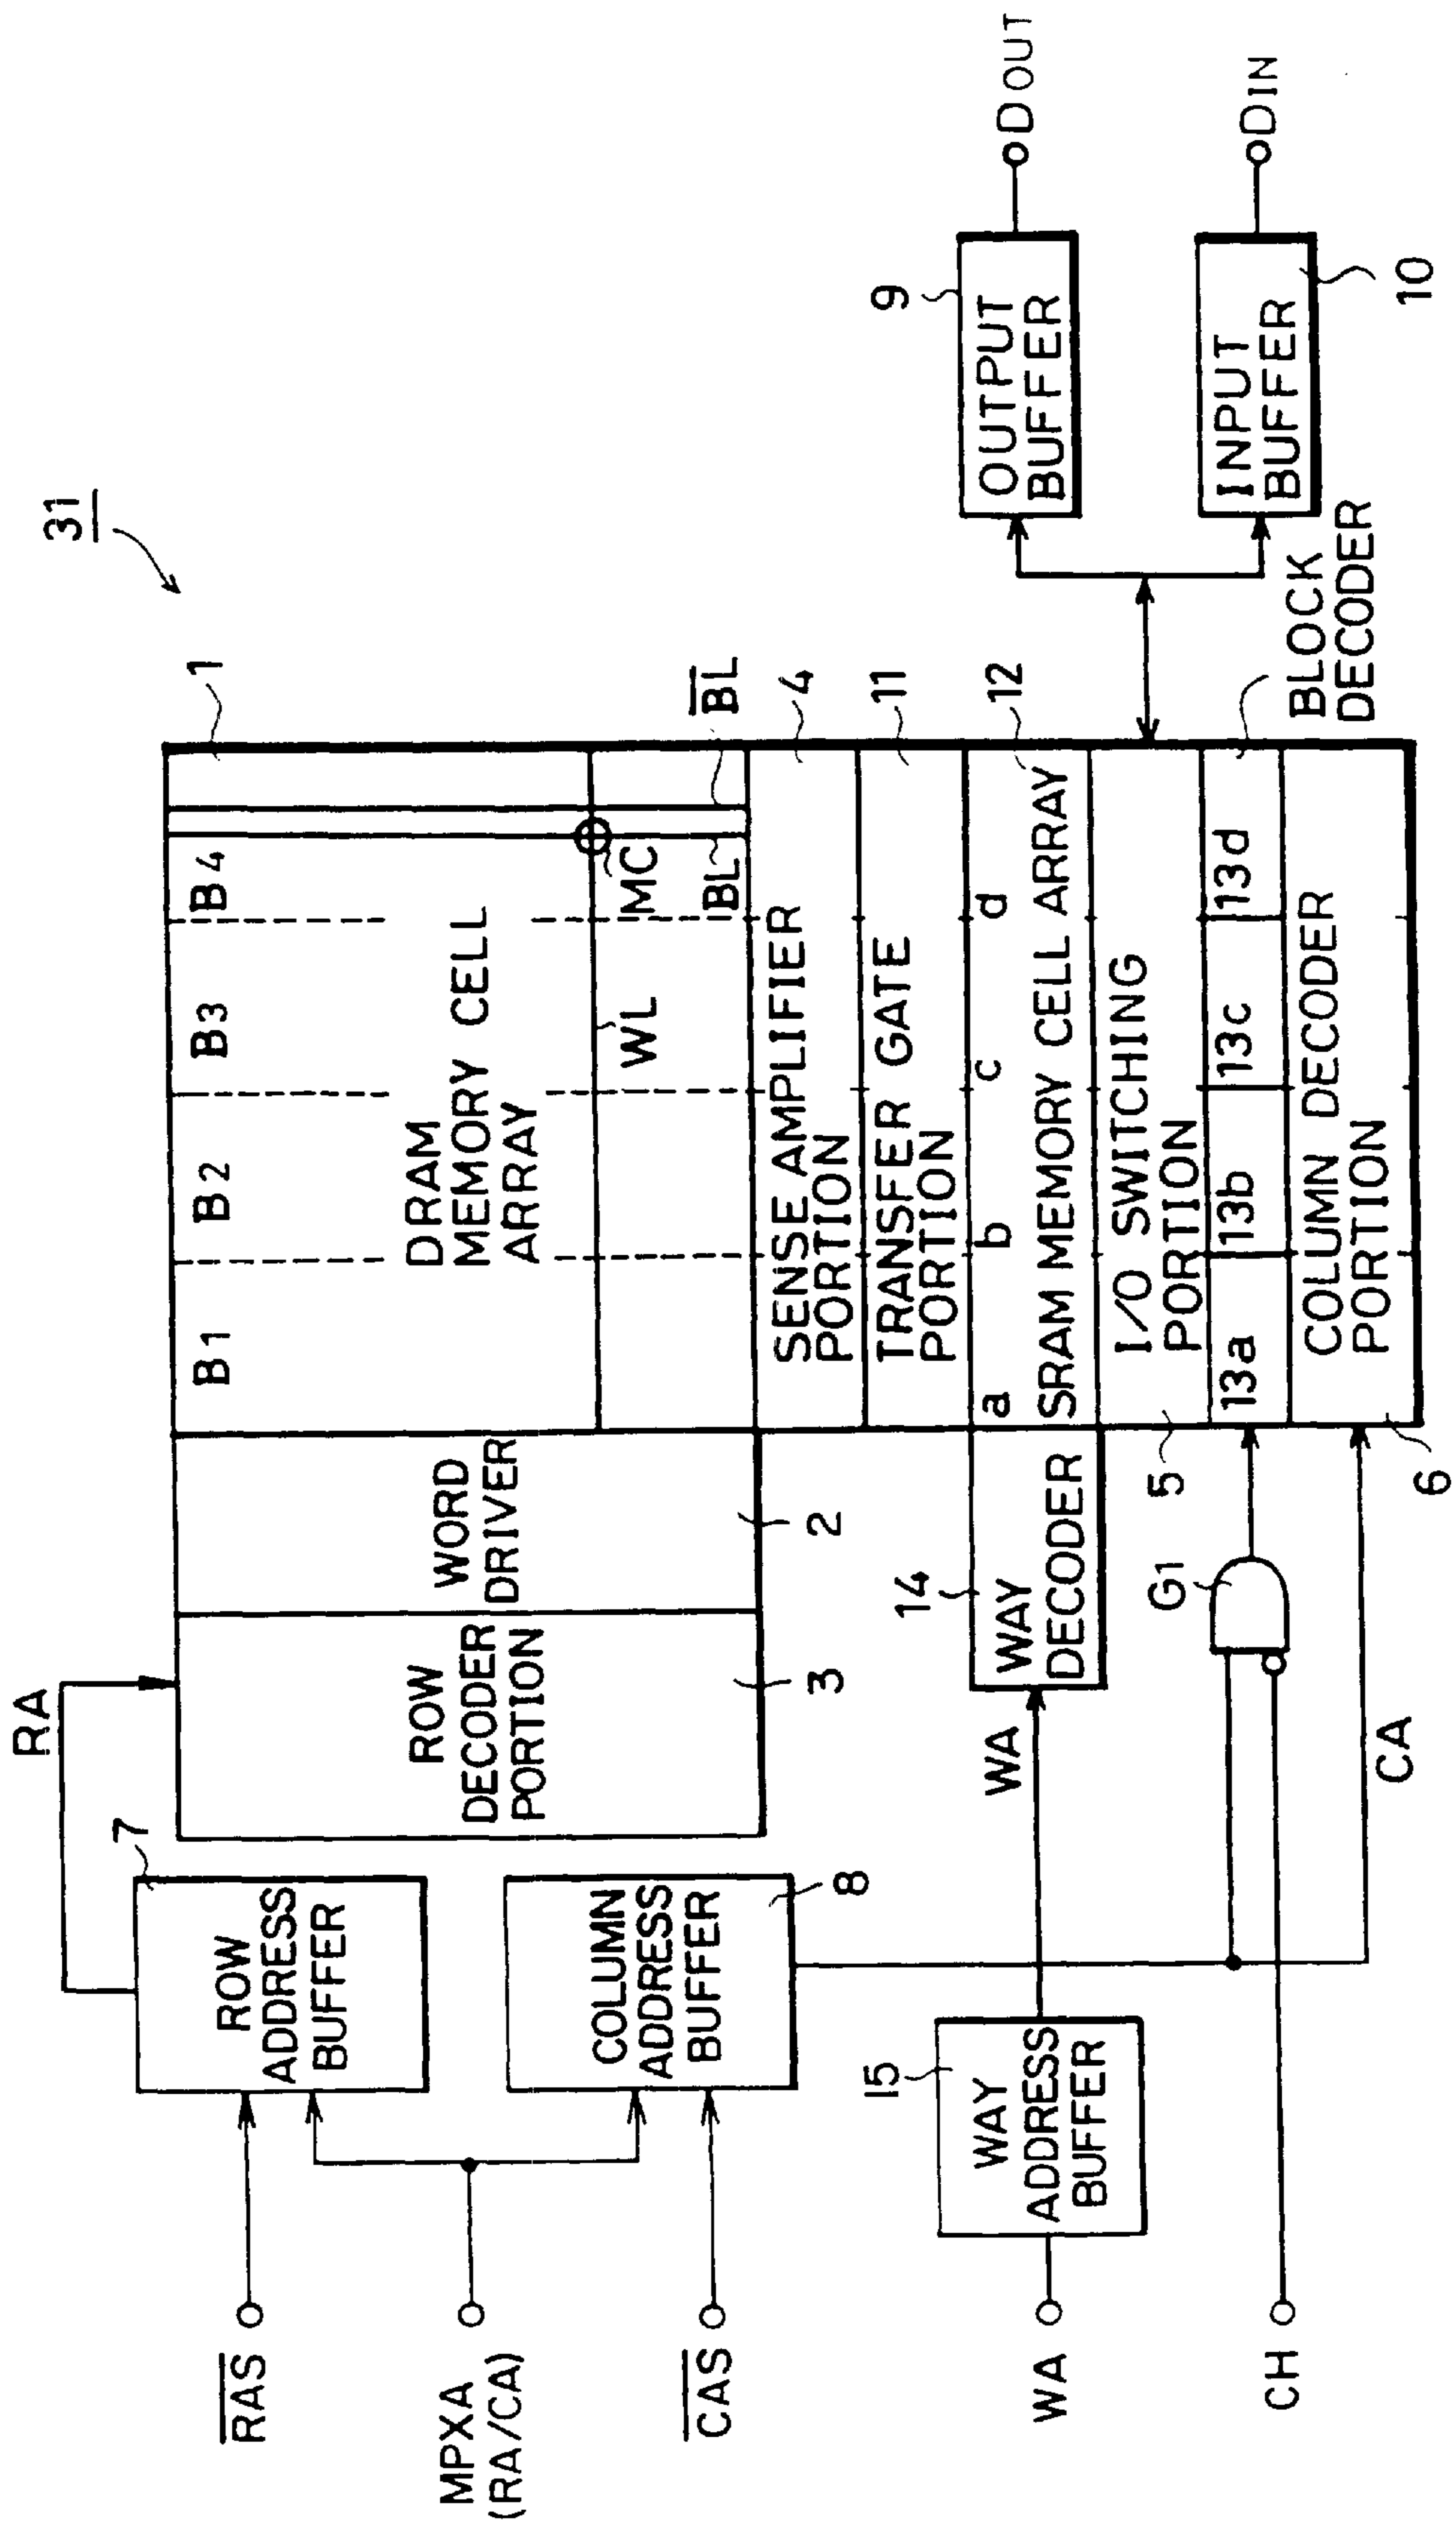 31
RA
7
ROW
ADDRESS
BUFFER
RAS
MPXA
(RA/CA)
CAS
COLUMN
ADDRESS
BUFFER
8
ROW
DECODER
PORTION
3
WORD
DRIVER
2
B1
B2
B3
B4
1
DRAM
MEMORY CELL
ARRAY
WL
MC
BL
BL
SENSE AMPLIFIER
PORTION
4
TRANSFER GATE
PORTION
11
a
b
c
d
12
SRAM MEMORY CELL ARRAY
14
WAY
DECODER
WA
15
WAY
ADDRESS
BUFFER
WA
I/O SWITCHING
PORTION
5
G1
13a
13b
13c
13d
BLOCK
DECODER
CH
COLUMN DECODER
PORTION
6
CA
9
OUTPUT
BUFFER
DOUT
INPUT
BUFFER
10
DIN